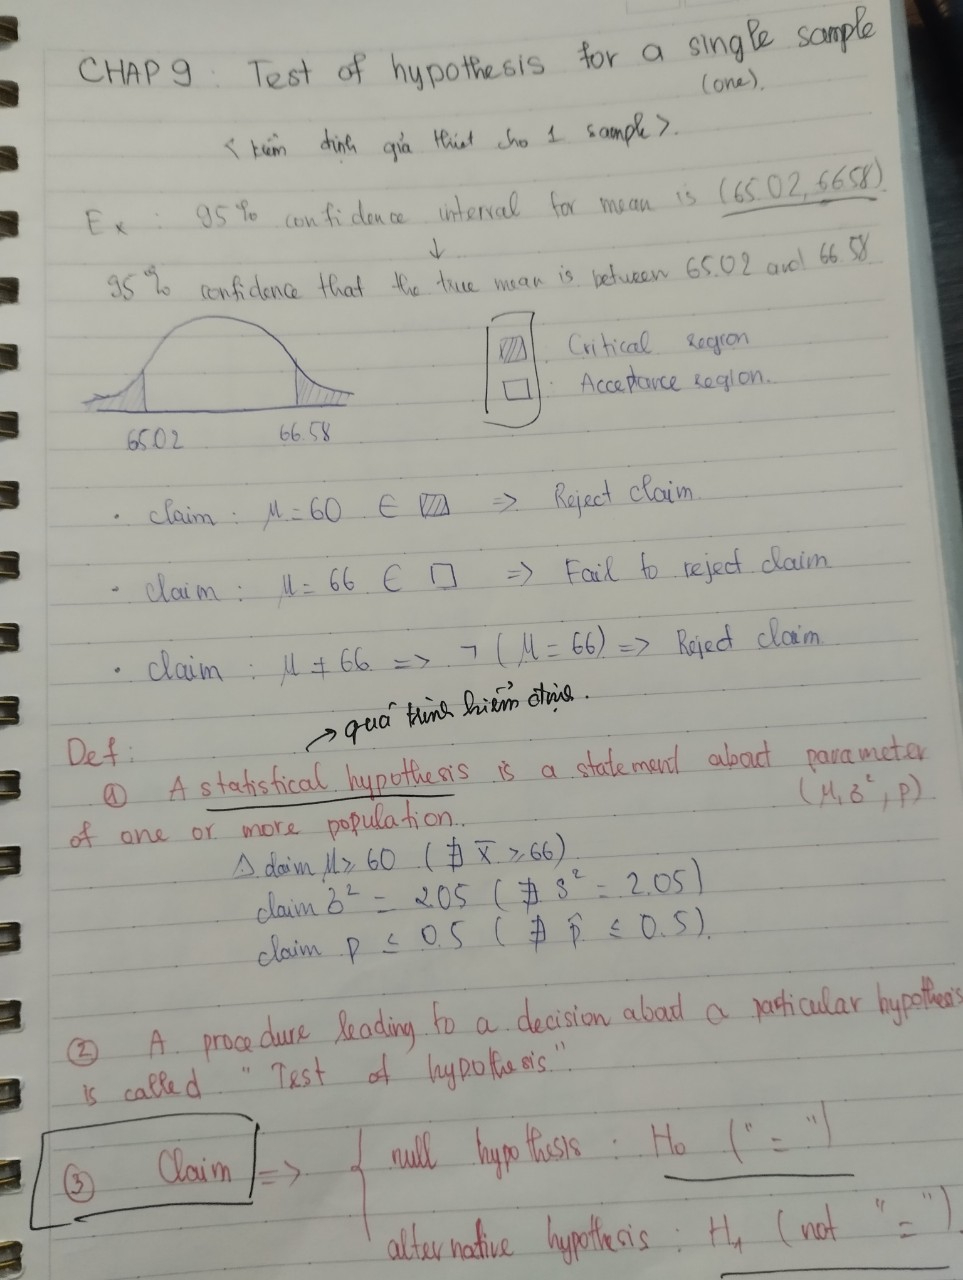 CHAP 9 : Test of hypothesis for a single sample
(one).
< kiểm định giả thiết cho 1 sample >.
Ex : 95% confidence interval for mean is (65.02, 66.58)
↓
95% confidence that the true mean is between 65.02 and 66.58
Critical region
: Acceptance region.
65.02 66.58
• claim : μ = 60 ∈ ▨ => Reject claim
• claim : μ = 66 ∈ □ => Fail to reject claim
• claim : μ ≠ 66 => ¬ (μ = 66) => Reject claim
→ quá trình kiểm định.
Def :
① A statistical hypothesis is a statement about parameter
(μ, σ², p)
of one or more population.
claim μ ≥ 60 ( ∄ x̄ ≥ 66)
claim σ² = 2.05 ( ∄ s² = 2.05)
claim p ≤ 0.5 ( ∄ p̂ ≤ 0.5).
② A procedure leading to a decision about a particular hypothesis
is called " Test of hypothesis."
③ Claim => { null hypothesis : H₀ (" = ")
alternative hypothesis : H₁ ( not " = ")